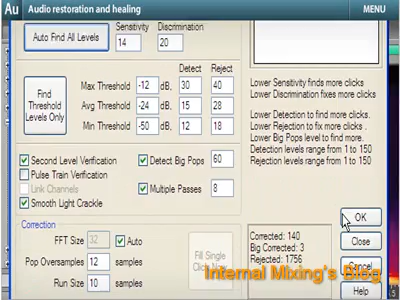 Au Audio restoration and healing MENU
Sensitivity Discrimination
Auto Find All Levels 14 20
Detect Reject
Find Threshold Levels Only
Max Threshold -12 dB, 30 40
Avg Threshold -24 dB, 15 28
Min Threshold -50 dB, 12 18
Lower Sensitivity finds more clicks
Lower Discrimination fixes more clicks
Lower Detection to find more clicks.
Lower Rejection to fix more clicks.
Lower Big Pops level to find more.
Detection levels range from 1 to 150
Rejection levels range from 1 to 150
Second Level Verification Detect Big Pops 60
Pulse Train Verification
Link Channels Multiple Passes 8
Smooth Light Crackle
OK
Correction
FFT Size 32 Auto
Pop Oversamples 12 samples
Run Size 10 samples
Fill Single Click Now
Corrected: 140
Big Corrected: 3
Rejected: 1756
Close
Cancel
Help
Internal Mixing's Blog